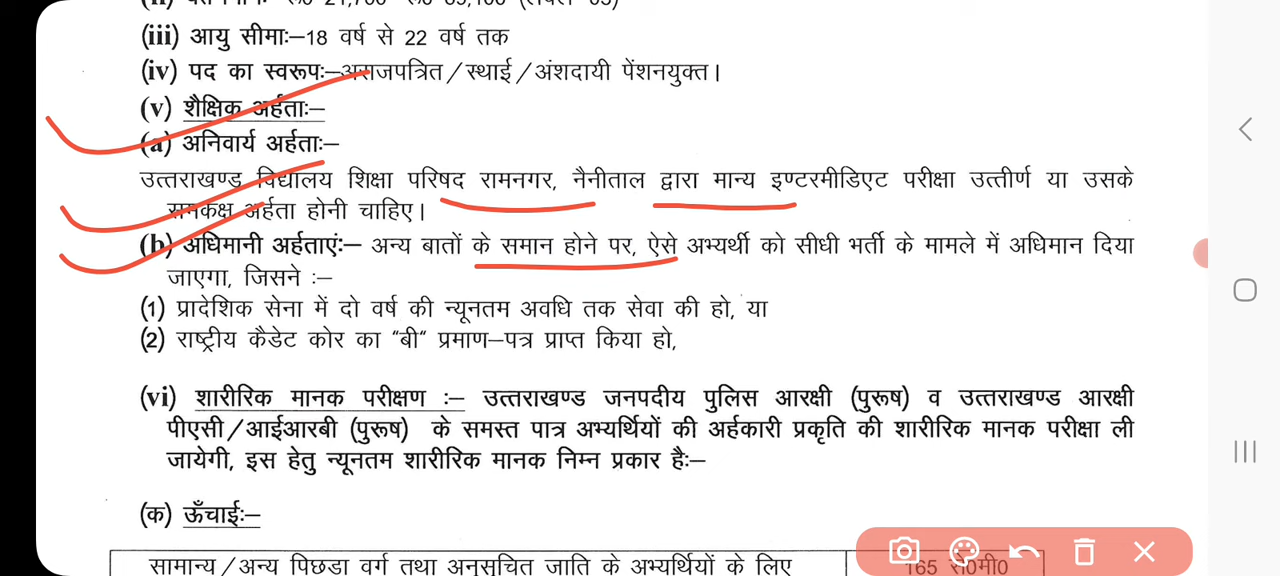 (iii) आयु सीमाः–18 वर्ष से 22 वर्ष तक
(iv) पद का स्वरूपः–अराजपत्रित/स्थाई/अंशदायी पेंशनयुक्त।
(v) शैक्षिक अर्हताः–
(a) अनिवार्य अर्हताः–
उत्तराखण्ड विद्यालय शिक्षा परिषद रामनगर, नैनीताल द्वारा मान्य इण्टरमीडिएट परीक्षा उत्तीर्ण या उसके
समकक्ष अर्हता होनी चाहिए।
(b) अधिमानी अर्हताएंः– अन्य बातों के समान होने पर, ऐसे अभ्यर्थी को सीधी भर्ती के मामले में अधिमान दिया
जाएगा, जिसने :–
(1) प्रादेशिक सेना में दो वर्ष की न्यूनतम अवधि तक सेवा की हो, या
(2) राष्ट्रीय कैडेट कोर का "बी" प्रमाण–पत्र प्राप्त किया हो,
(vi) शारीरिक मानक परीक्षण :– उत्तराखण्ड जनपदीय पुलिस आरक्षी (पुरूष) व उत्तराखण्ड आरक्षी
पीएसी/आईआरबी (पुरूष) के समस्त पात्र अभ्यर्थियों की अर्हकारी प्रकृति की शारीरिक मानक परीक्षा ली
जायेगी, इस हेतु न्यूनतम शारीरिक मानक निम्न प्रकार हैः–
(क) ऊँचाईः–
सामान्य/अन्य पिछडा वर्ग तथा अनुसूचित जाति के अभ्यर्थियों के लिए 165 से0मी0